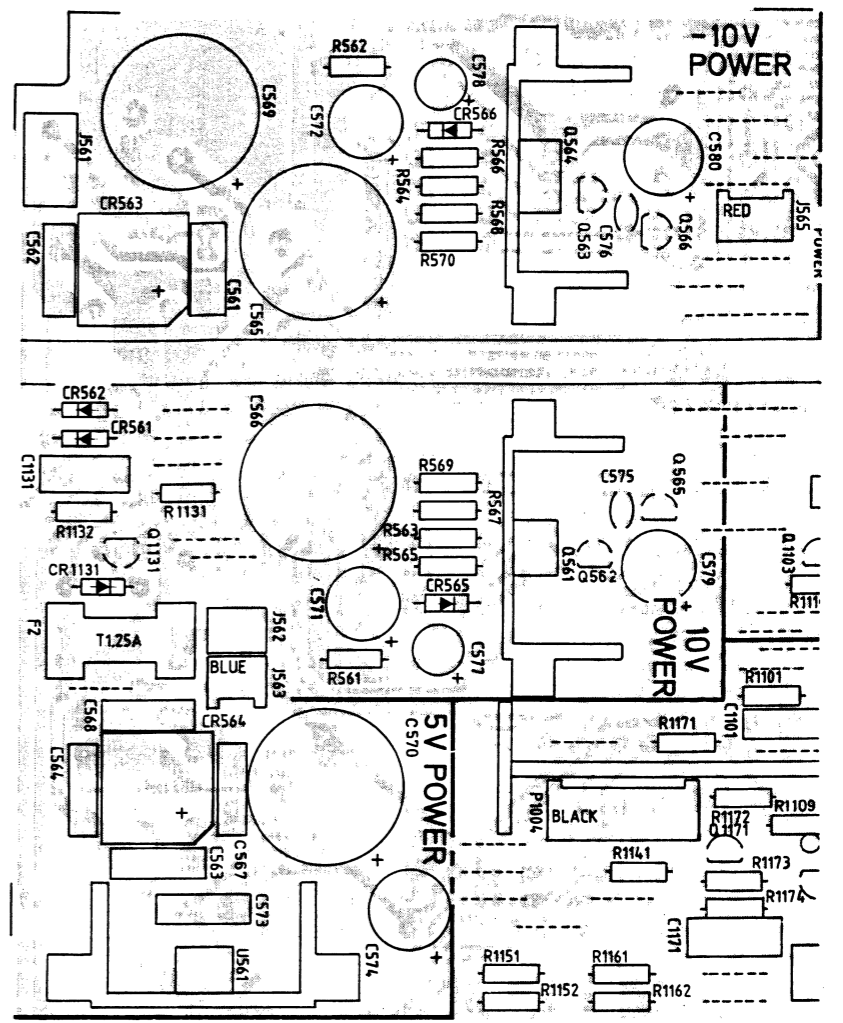 -10V
POWER
R562
C578
C569
C572
CR566
J561
Q564
C580
R566
R564
CR563
R568
RED
J565
C562
C561
R570
Q563
C576
Q566
POWER
C565
+
+
+
+
+
+
CR562
C566
CR561
C1131
R569
C575
Q565
R1131
R567
R1132
R563
Q1131
R565
Q561
Q562
C579
Q1103
CR1131
CR565
R111
C571
F2
T1,25A
J562
+
+
+
+
10V
POWER
BLUE
J563
R561
C577
R1101
C568
CR564
C570
5V POWER
R1171
C1101
C564
P1004
BLACK
R1172
R1109
Q1171
+
+
+
C563
C567
R1141
R1173
R1174
C573
C1171
U561
C574
R1151
R1161
R1152
R1162